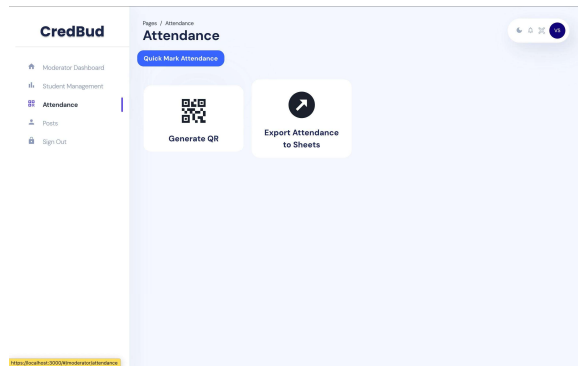 CredBud
Moderator Dashboard
Student Management
Attendance
Posts
Sign Out
Pages / Attendance
Attendance
Quick Mark Attendance
Generate QR
Export Attendance
to Sheets
VS
https://localhost:3000/#/moderator/attendance